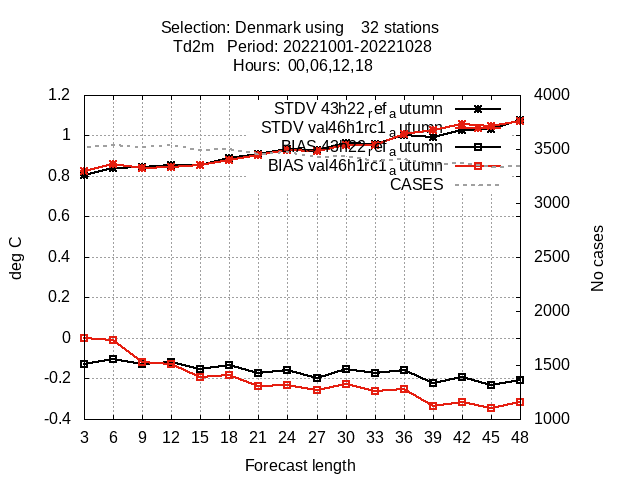 Selection: Denmark using    32 stations
Td2m   Period: 20221001-20221028
Hours:  00,06,12,18
1.2
1
0.8
0.6
0.4
0.2
0
-0.2
-0.4
deg C
STDV 43h22_ref_autumn
STDV val46h1rc1_autumn
BIAS 43h22_ref_autumn
BIAS val46h1rc1_autumn
CASES
4000
3500
3000
2500
2000
1500
1000
No cases
3 6 9 12 15 18 21 24 27 30 33 36 39 42 45 48
Forecast length